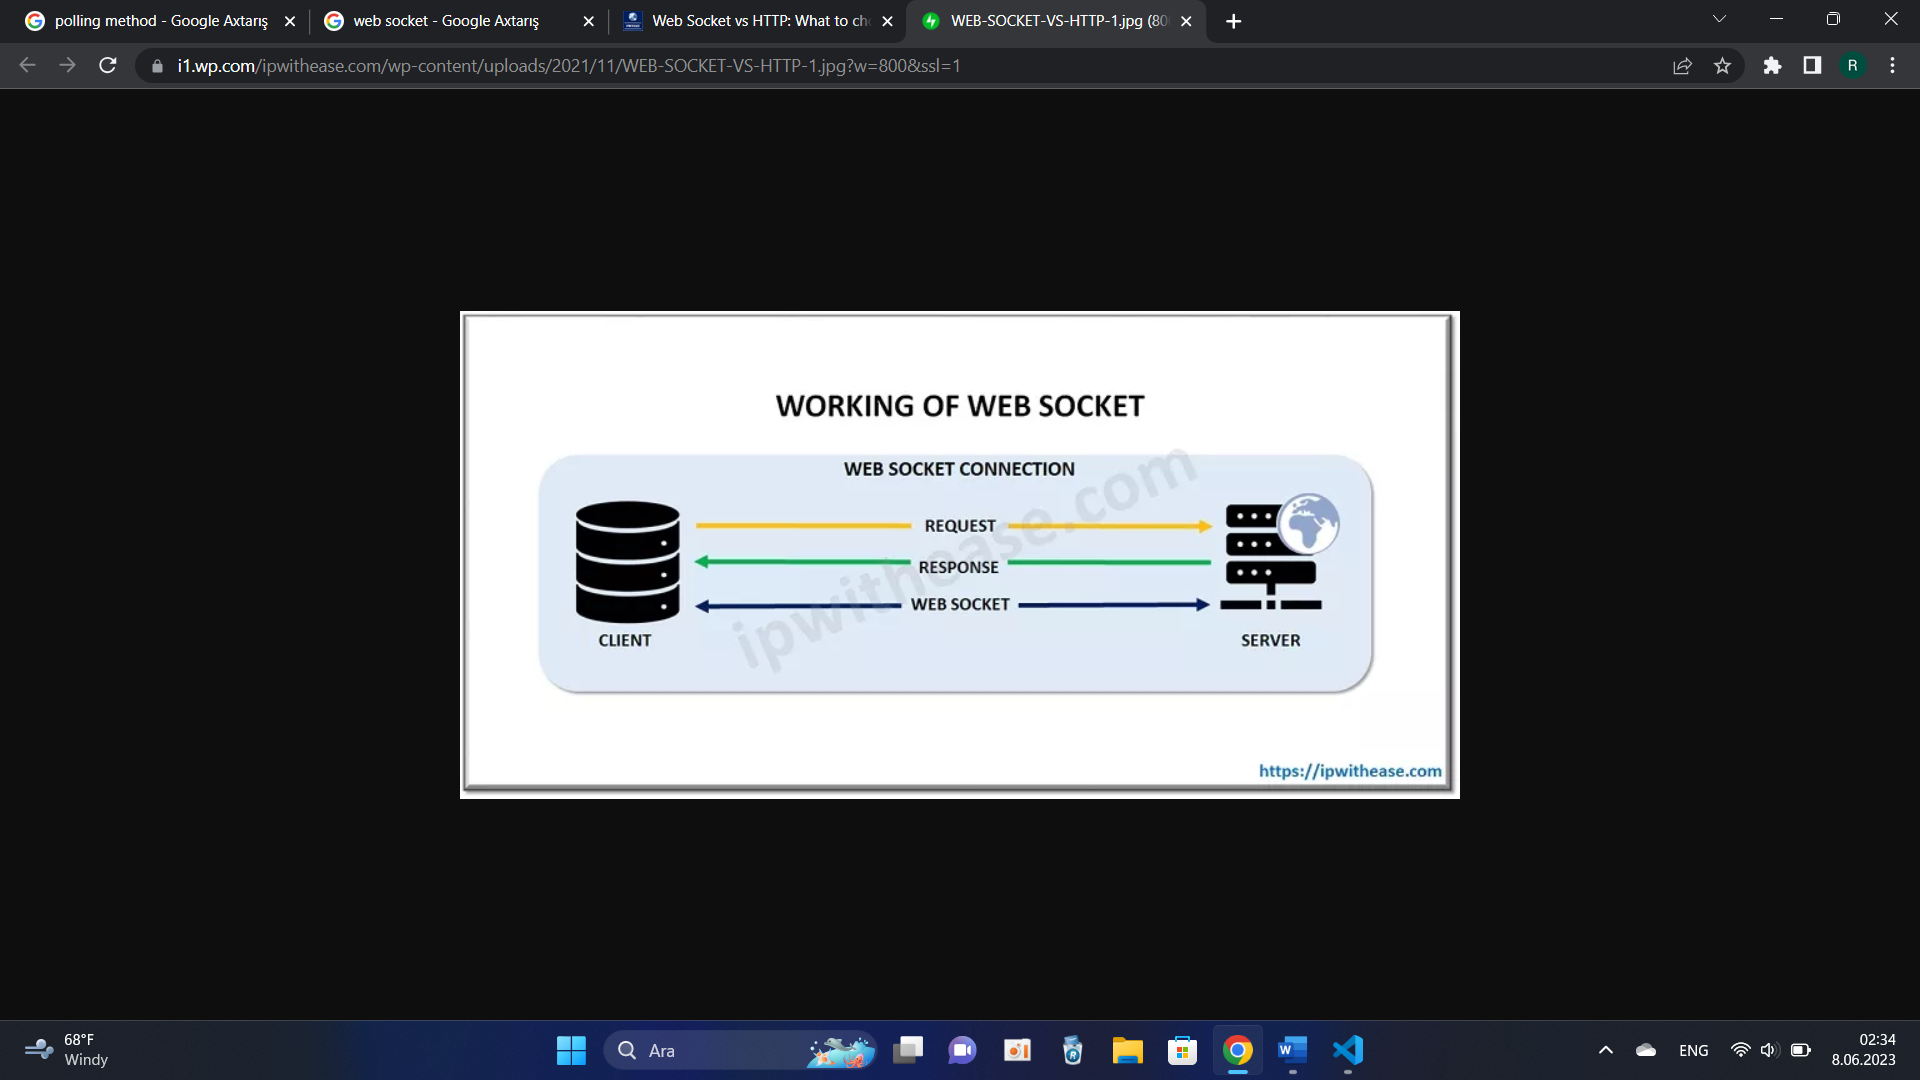 polling method - Google Axtarış
web socket - Google Axtarış
Web Socket vs HTTP: What to ch
WEB-SOCKET-VS-HTTP-1.jpg (80
i1.wp.com/ipwithease.com/wp-content/uploads/2021/11/WEB-SOCKET-VS-HTTP-1.jpg?w=800&ssl=1
R
WORKING OF WEB SOCKET
WEB SOCKET CONNECTION
REQUEST
RESPONSE
WEB SOCKET
CLIENT
SERVER
ipwithease.com
https://ipwithease.com
68°F
Windy
Ara
ENG
02:34
8.06.2023